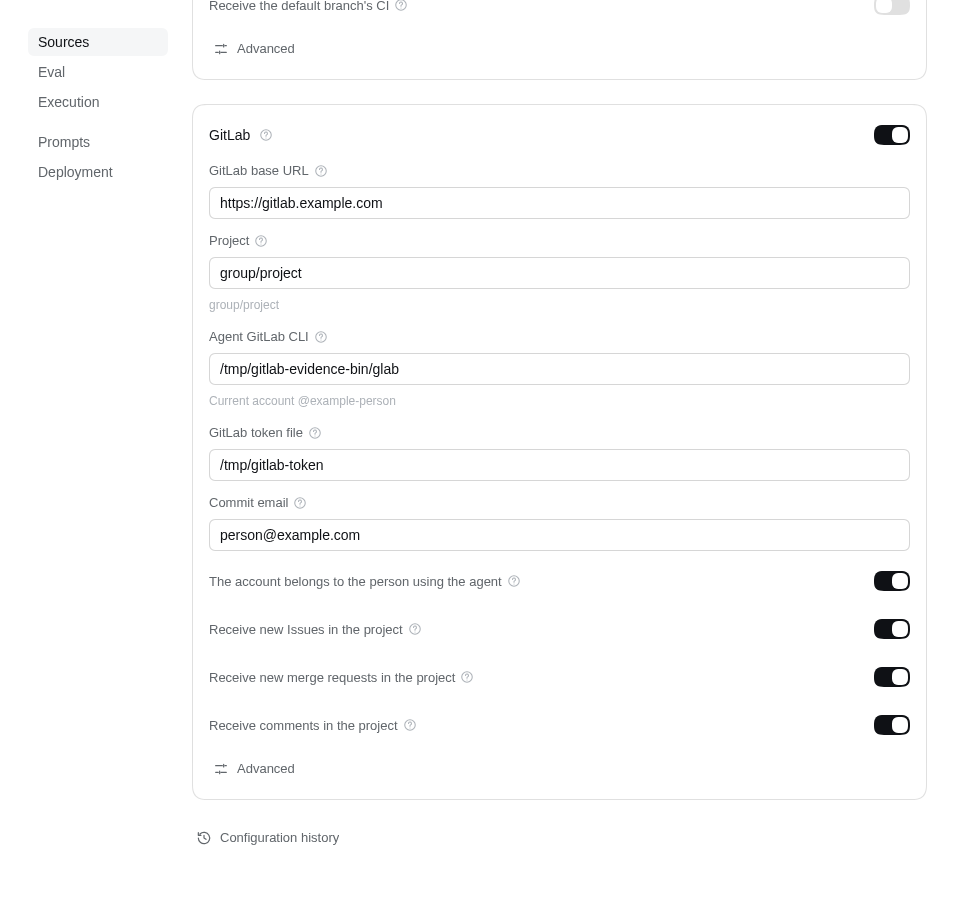 Receive the default branch's CI
Advanced
Sources
Eval
Execution
Prompts
Deployment
GitLab
GitLab base URL
https://gitlab.example.com
Project
group/project
group/project
Agent GitLab CLI
/tmp/gitlab-evidence-bin/glab
Current account @example-person
GitLab token file
/tmp/gitlab-token
Commit email
person@example.com
The account belongs to the person using the agent
Receive new Issues in the project
Receive new merge requests in the project
Receive comments in the project
Advanced
Configuration history